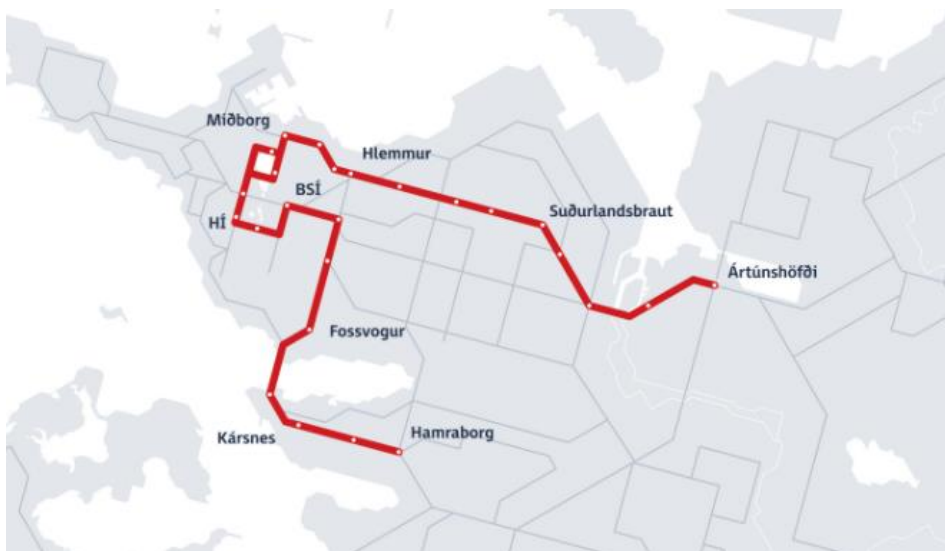 Miðborg
Hlemmur
BSÍ
HÍ
Suðurlandsbraut
Ártúnshöfði
Fossvogur
Kársnes
Hamraborg